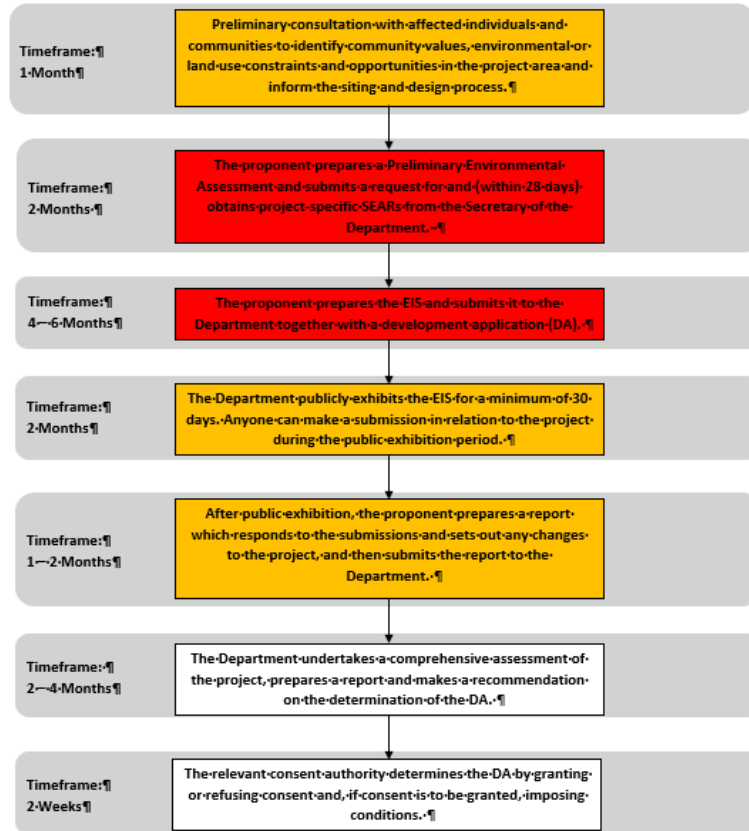 Preliminary·consultation·with·affected·individuals·and·
Timeframe:¶
communities·to·identify·community·values,·environmental·or·
1·Month¶
land·use·constraints·and·opportunities·in·the·project·area·and·
inform·the·siting·and·design·process.·¶
Timeframe:¶
2·Months·¶
The·proponent·prepares·a·Preliminary·Environmental·
Assessment·and·submits·a·request·for·and·(within·28·days)·
obtains·project-specific·SEARs·from·the·Secretary·of·the·
Department.··¶
Timeframe:¶
4·–·6·Months¶
The·proponent·prepares·the·EIS·and·submits·it·to·the·
Department·together·with·a·development·application·(DA).·¶
Timeframe:¶
2·Months¶
The·Department·publicly·exhibits·the·EIS·for·a·minimum·of·30·
days.·Anyone·can·make·a·submission·in·relation·to·the·project·
during·the·public·exhibition·period.·¶
Timeframe:¶
1·–·2·Months¶
After·public·exhibition,·the·proponent·prepares·a·report·
which·responds·to·the·submissions·and·sets·out·any·changes·
to·the·project,·and·then·submits·the·report·to·the·
Department.·¶
Timeframe:·¶
2·–·4·Months¶
The·Department·undertakes·a·comprehensive·assessment·of·
the·project,·prepares·a·report·and·makes·a·recommendation·
on·the·determination·of·the·DA.·¶
Timeframe:¶
2·Weeks¶
The·relevant·consent·authority·determines·the·DA·by·granting·
or·refusing·consent·and,·if·consent·is·to·be·granted,·imposing·
conditions.·¶